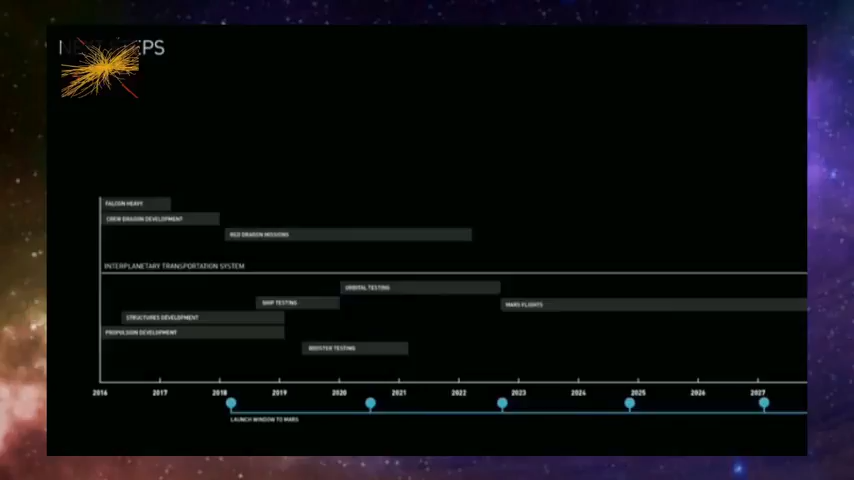 NEXT STEPS
FALCON HEAVY
CREW DRAGON DEVELOPMENT
RED DRAGON MISSIONS
INTERPLANETARY TRANSPORTATION SYSTEM
ORBITAL TESTING
SHIP TESTING
MARS FLIGHTS
STRUCTURES DEVELOPMENT
PROPULSION DEVELOPMENT
BOOSTER TESTING
2016 2017 2018 2019 2020 2021 2022 2023 2024 2025 2026 2027
LAUNCH WINDOW TO MARS